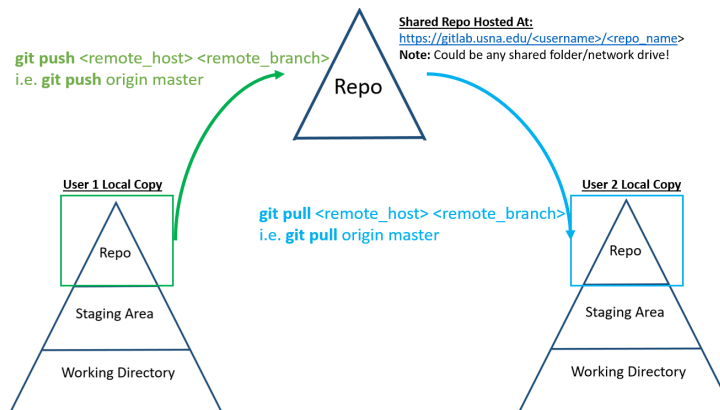 Shared Repo Hosted At:
https://gitlab.usna.edu/<username>/<repo_name>
Note: Could be any shared folder/network drive!
git push <remote_host> <remote_branch>
i.e. git push origin master
Repo
User 1 Local Copy
Repo
Staging Area
Working Directory
git pull <remote_host> <remote_branch>
i.e. git pull origin master
User 2 Local Copy
Repo
Staging Area
Working Directory